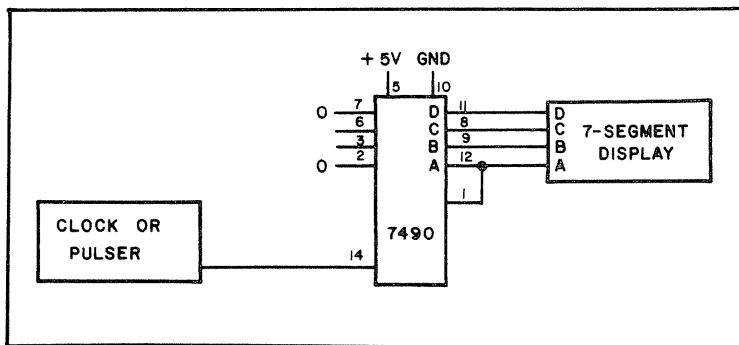 + 5V GND
5 10
0 7
6
3
0 2
D 11 D
C 8 C
B 9 B
A 12 A
1
7-SEGMENT
DISPLAY
7490
14
CLOCK OR
PULSER